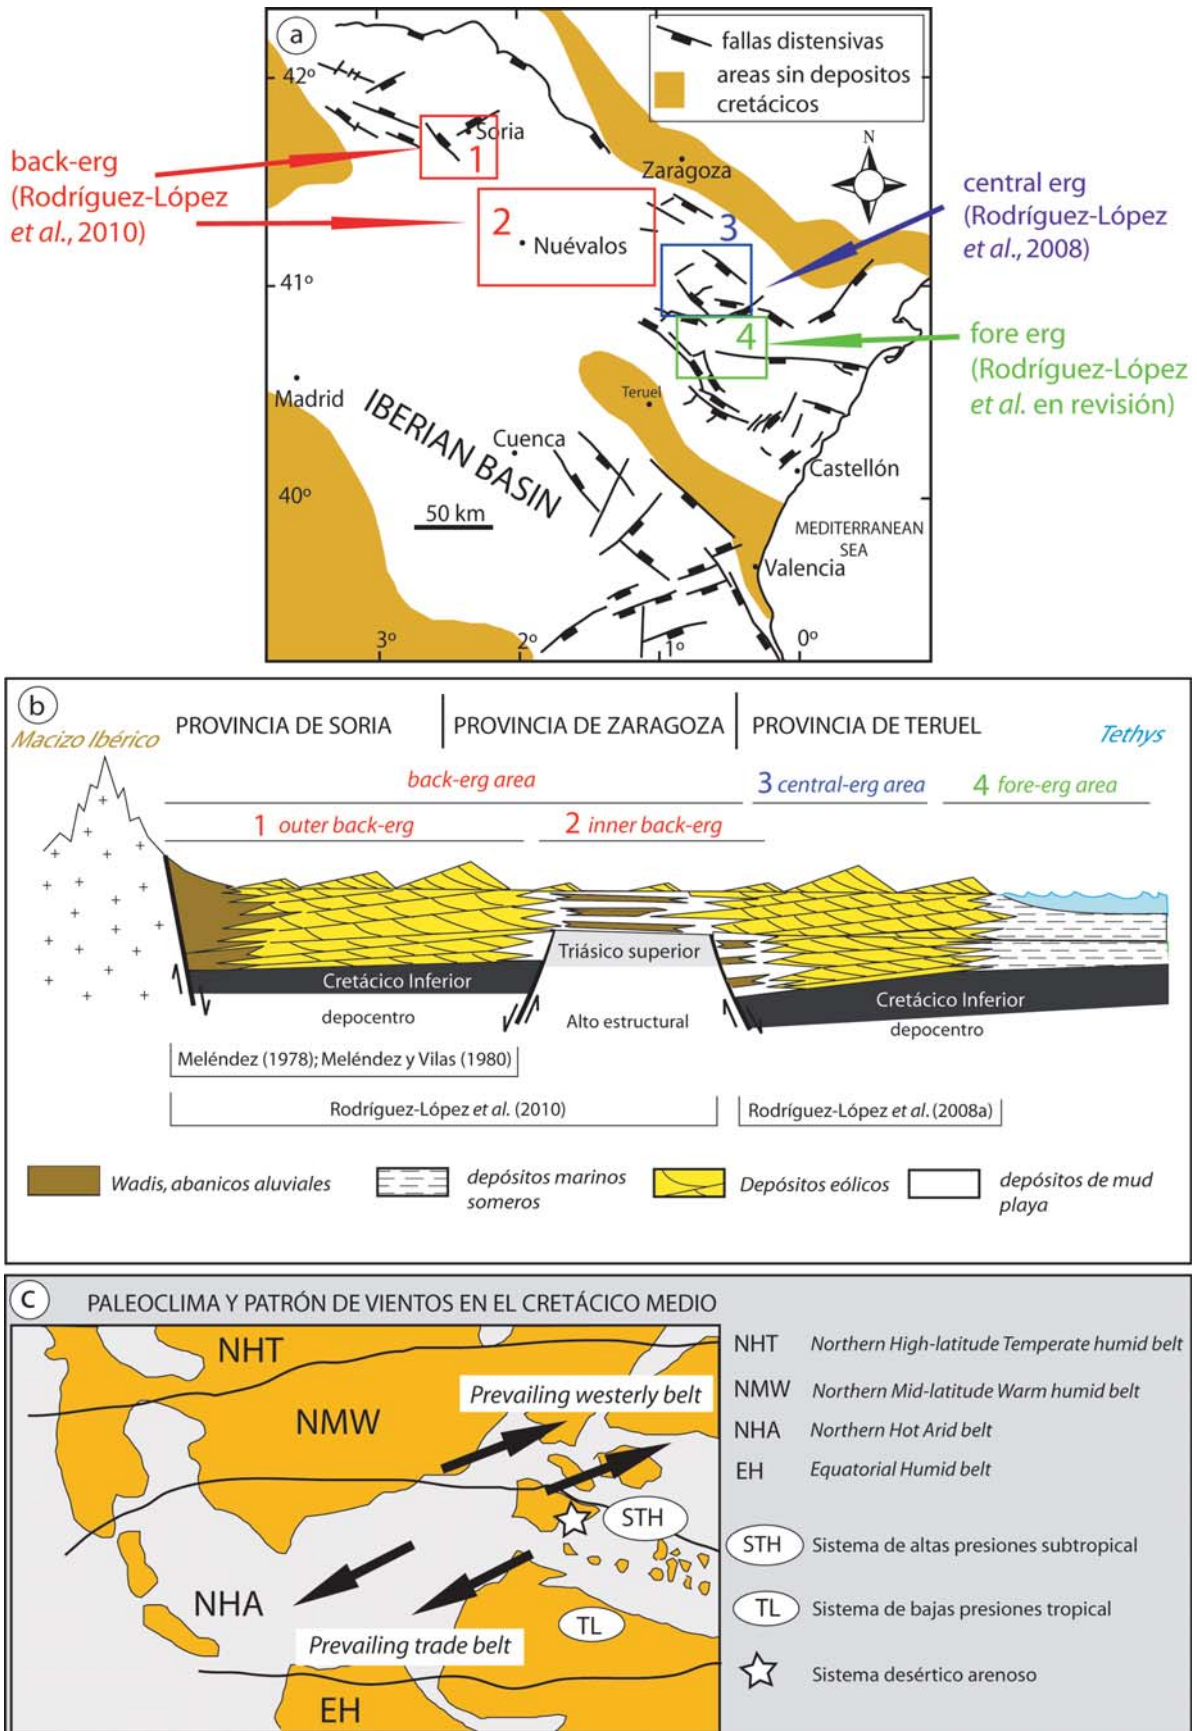 a
fallas distensivas
areas sin depositos
cretácicos
42º
Soria
1
back-erg
(Rodríguez-López
et al., 2010)
Zaragoza
N
central erg
(Rodríguez-López
et al., 2008)
2
Nuévalos
3
41º
4
fore erg
(Rodríguez-López
et al. en revisión)
Madrid
Teruel
IBERIAN BASIN
Cuenca
Castellón
40º
50 km
MEDITERRANEAN
SEA
Valencia
3º
2º
1º
0º
b
PROVINCIA DE SORIA
PROVINCIA DE ZARAGOZA
PROVINCIA DE TERUEL
Macizo Ibérico
Tethys
back-erg area
3 central-erg area
4 fore-erg area
1 outer back-erg
2 inner back-erg
Triásico superior
Cretácico Inferior
Cretácico Inferior
depocentro
Alto estructural
depocentro
Meléndez (1978); Meléndez y Vilas (1980)
Rodríguez-López et al. (2010)
Rodríguez-López et al. (2008a)
Wadis, abanicos aluviales
depósitos marinos
someros
Depósitos eólicos
depósitos de mud
playa
c
PALEOCLIMA Y PATRÓN DE VIENTOS EN EL CRETÁCICO MEDIO
NHT
NMW
Prevailing westerly belt
STH
NHA
TL
Prevailing trade belt
EH
NHT Northern High-latitude Temperate humid belt
NMW Northern Mid-latitude Warm humid belt
NHA Northern Hot Arid belt
EH Equatorial Humid belt
STH Sistema de altas presiones subtropical
TL Sistema de bajas presiones tropical
Sistema desértico arenoso